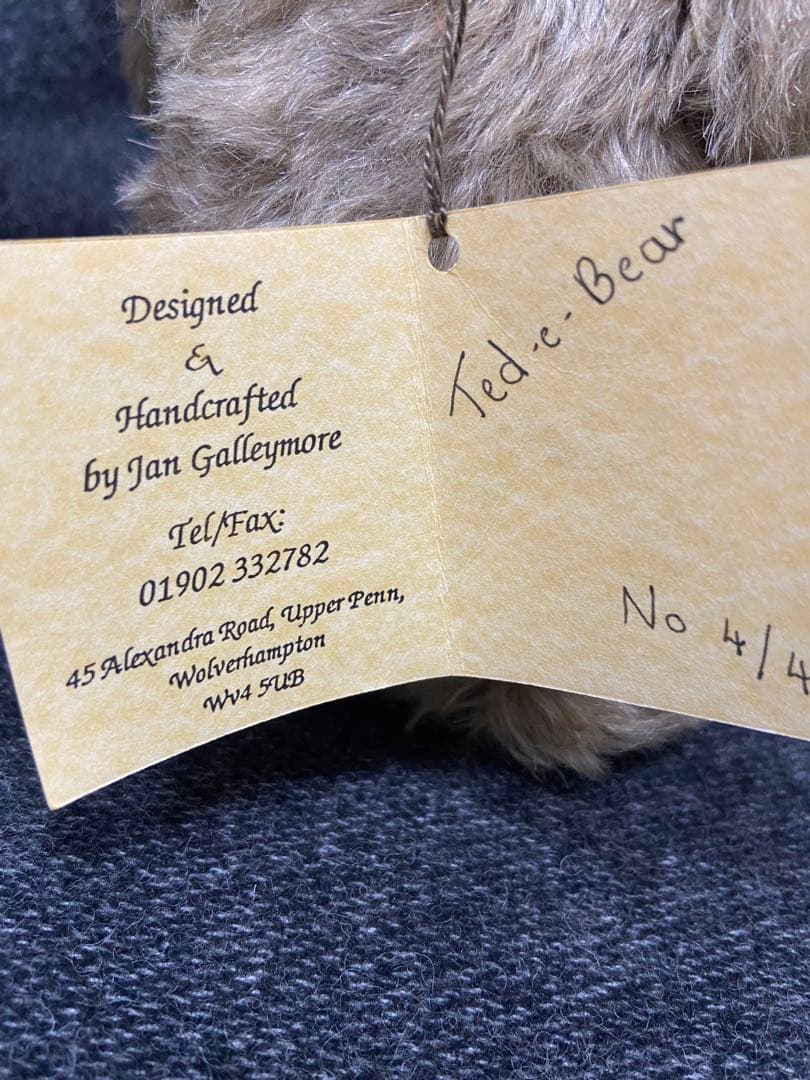 Designed
&
Handcrafted
by Jan Galleymore
Tel/Fax:
01902 332782
45 Alexandra Road, Upper Penn,
Wolverhampton
Wv4 5UB
Ted-e-Bear
No 4/4